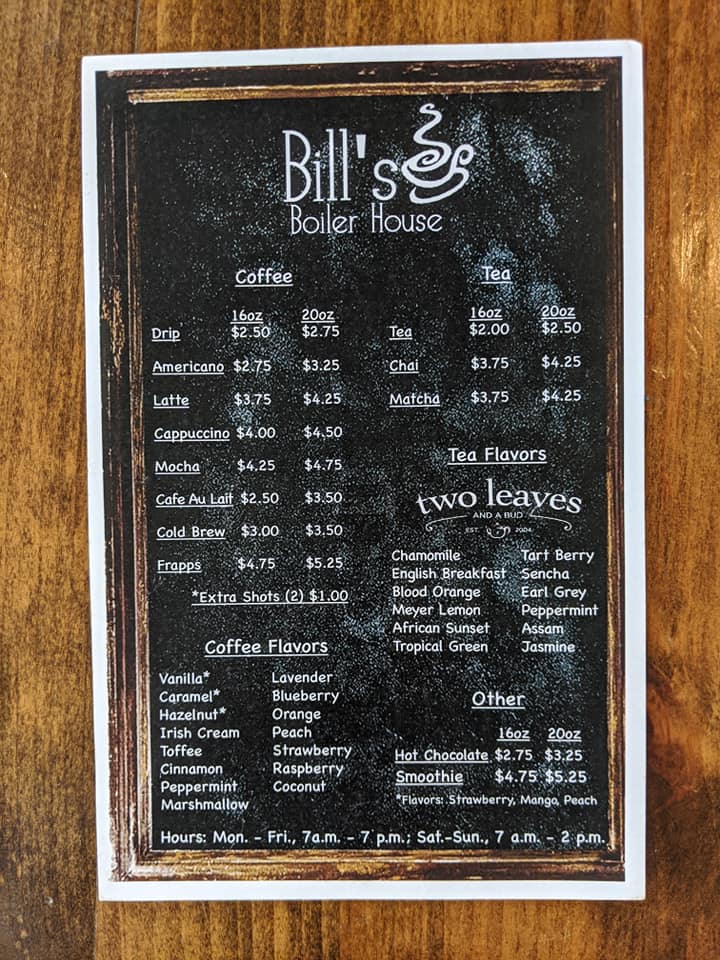 Bill's
Boiler House
Coffee
16oz 20oz
Drip $2.50 $2.75
Americano $2.75 $3.25
Latte $3.75 $4.25
Cappuccino $4.00 $4.50
Mocha $4.25 $4.75
Cafe Au Lait $2.50 $3.50
Cold Brew $3.00 $3.50
Frapps $4.75 $5.25
*Extra Shots (2) $1.00
Coffee Flavors
Vanilla* Lavender
Caramel* Blueberry
Hazelnut* Orange
Irish Cream Peach
Toffee Strawberry
Cinnamon Raspberry
Peppermint Coconut
Marshmallow
Tea
16oz 20oz
Tea $2.00 $2.50
Chai $3.75 $4.25
Matcha $3.75 $4.25
Tea Flavors
two leaves
AND A BUD
EST. 2004
Chamomile Tart Berry
English Breakfast Sencha
Blood Orange Earl Grey
Meyer Lemon Peppermint
African Sunset Assam
Tropical Green Jasmine
Other
16oz 20oz
Hot Chocolate $2.75 $3.25
Smoothie $4.75 $5.25
*Flavors: Strawberry, Mango, Peach
Hours: Mon. - Fri., 7a.m. - 7 p.m.; Sat.-Sun., 7 a.m. - 2 p.m.